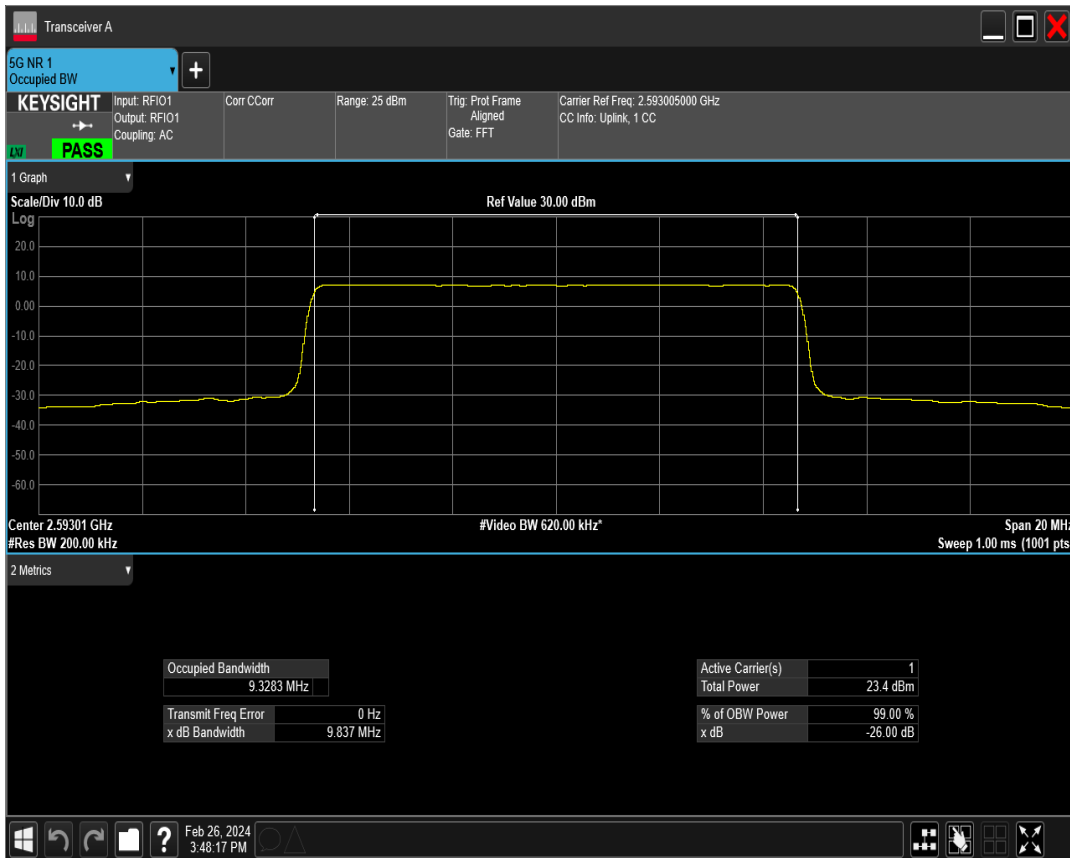 Transceiver A
5G NR 1
Occupied BW
KEYSIGHT
LXI
PASS
Input: RFIO1
Output: RFIO1
Coupling: AC
Corr CCorr
Range: 25 dBm
Trig: Prot Frame
Aligned
Gate: FFT
Carrier Ref Freq: 2.593005000 GHz
CC Info: Uplink, 1 CC
1 Graph
Scale/Div 10.0 dB
Ref Value 30.00 dBm
Log
20.0
10.0
0.00
-10.0
-20.0
-30.0
-40.0
-50.0
-60.0
Center 2.59301 GHz
#Video BW 620.00 kHz*
Span 20 MHz
#Res BW 200.00 kHz
Sweep 1.00 ms (1001 pts
2 Metrics
Occupied Bandwidth
9.3283 MHz
Transmit Freq Error 0 Hz
x dB Bandwidth 9.837 MHz
Active Carrier(s) 1
Total Power 23.4 dBm
% of OBW Power 99.00 %
x dB -26.00 dB
?
Feb 26, 2024
3:48:17 PM